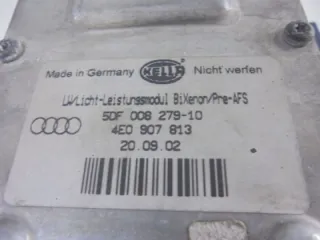 Made in Germany HELLA Nicht werfen
LW/Licht-Leistungsmodul BiXenon/Pre-AFS
5DF 008 279-10
4E0 907 813
20.09.02